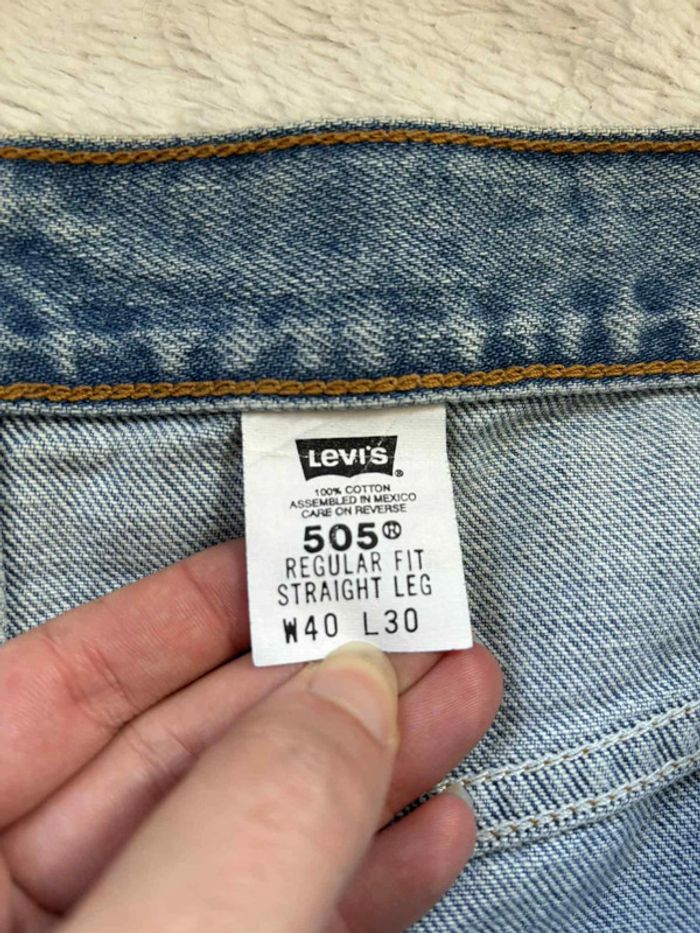 LEVI'S ®
100% COTTON
ASSEMBLED IN MEXICO
CARE ON REVERSE
505®
REGULAR FIT
STRAIGHT LEG
W40 L30